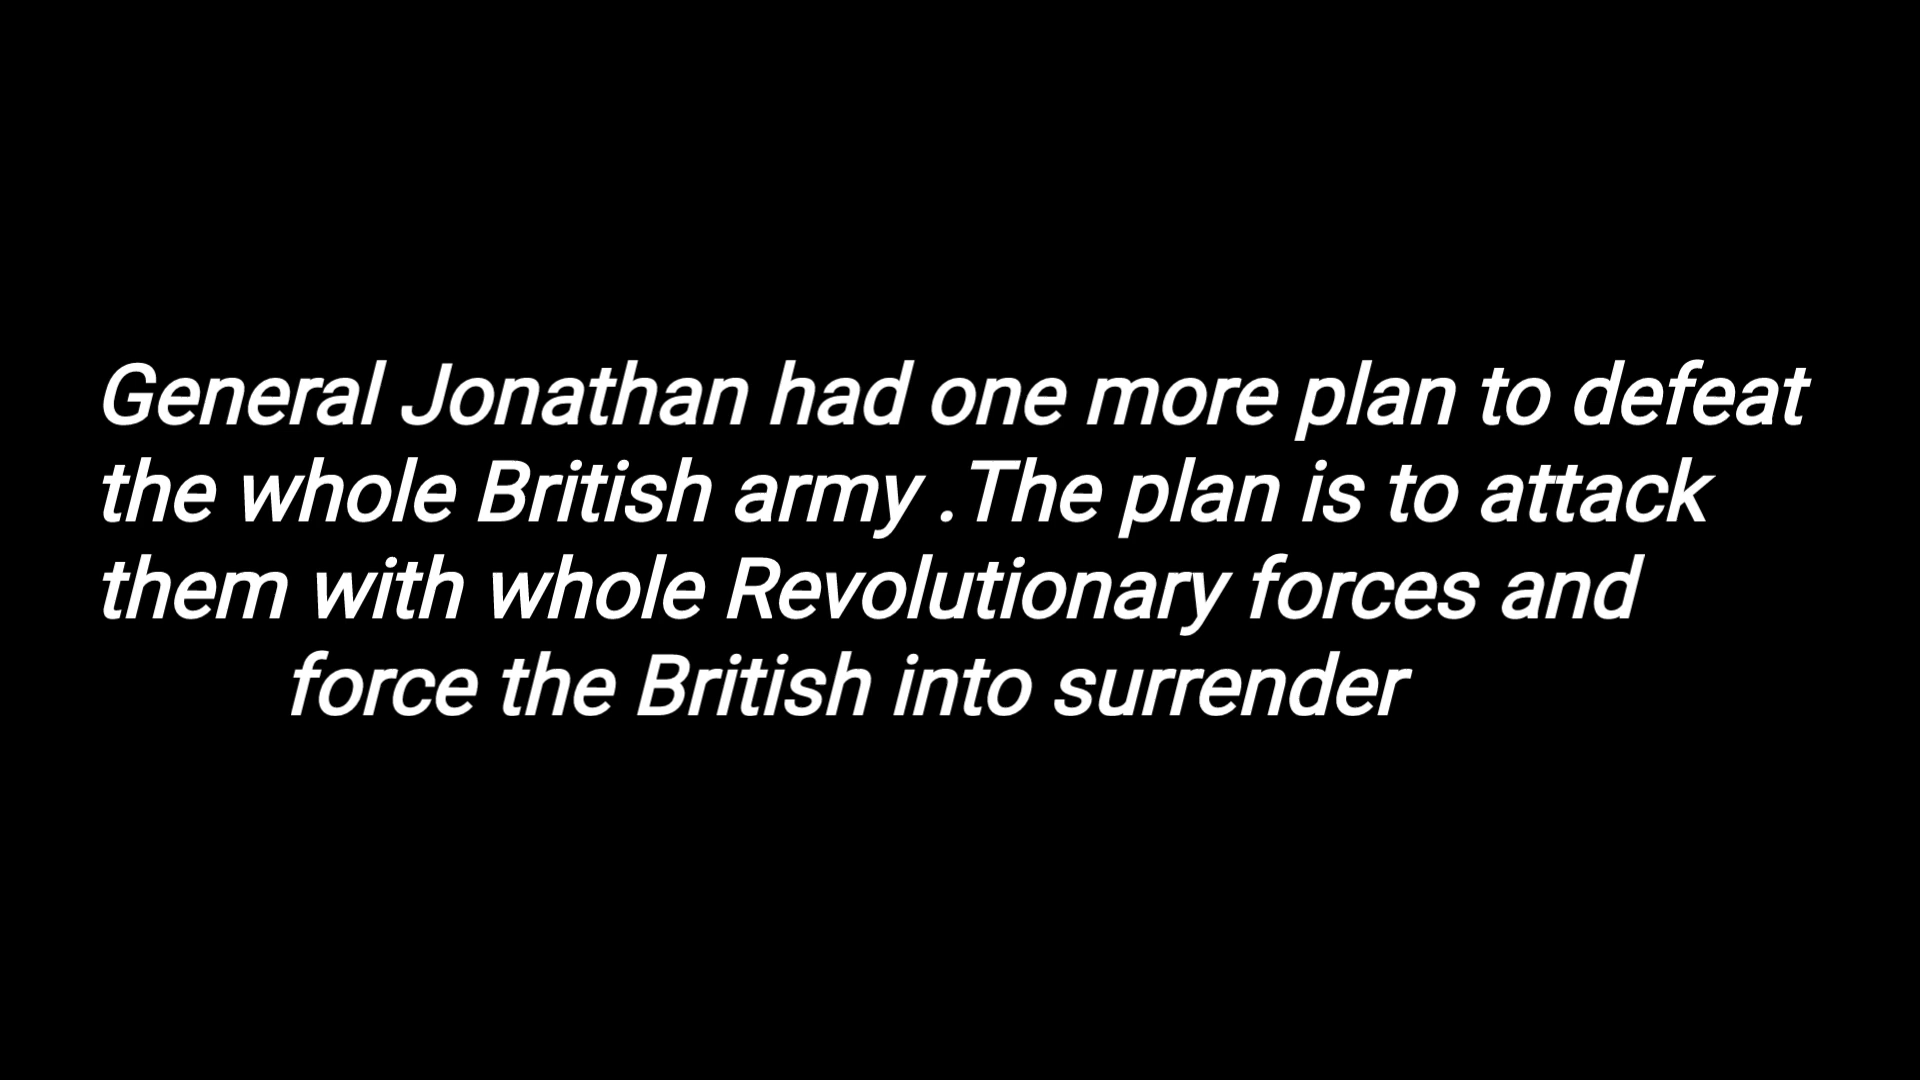 General Jonathan had one more plan to defeat
the whole British army .The plan is to attack
them with whole Revolutionary forces and
force the British into surrender